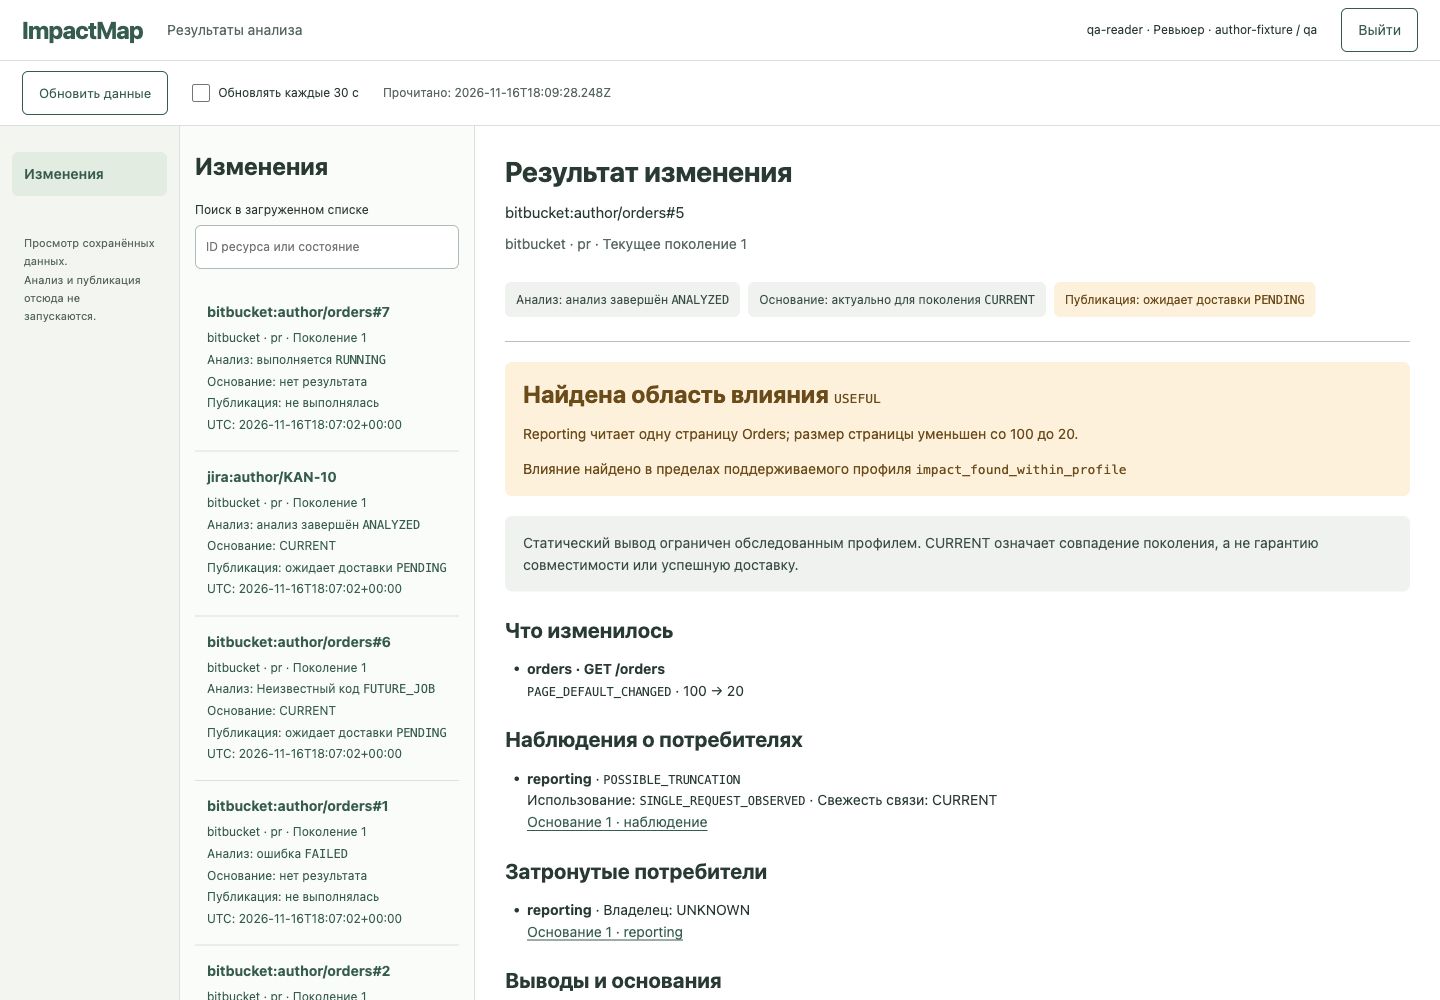 ImpactMap
Результаты анализа
qa-reader · Ревьюер · author-fixture / qa
Выйти
Обновить данные
Обновлять каждые 30 с
Прочитано: 2026-11-16T18:09:28.248Z
Изменения
Просмотр сохранённых
данных.
Анализ и публикация
отсюда не
запускаются.
Изменения
Поиск в загруженном списке
ID ресурса или состояние
bitbucket:author/orders#7
bitbucket · pr · Поколение 1
Анализ: выполняется RUNNING
Основание: нет результата
Публикация: не выполнялась
UTC: 2026-11-16T18:07:02+00:00
jira:author/KAN-10
bitbucket · pr · Поколение 1
Анализ: анализ завершён ANALYZED
Основание: CURRENT
Публикация: ожидает доставки PENDING
UTC: 2026-11-16T18:07:02+00:00
bitbucket:author/orders#6
bitbucket · pr · Поколение 1
Анализ: Неизвестный код FUTURE_JOB
Основание: CURRENT
Публикация: ожидает доставки PENDING
UTC: 2026-11-16T18:07:02+00:00
bitbucket:author/orders#1
bitbucket · pr · Поколение 1
Анализ: ошибка FAILED
Основание: нет результата
Публикация: не выполнялась
UTC: 2026-11-16T18:07:02+00:00
bitbucket:author/orders#2
bitbucket · pr · Поколение 1
Результат изменения
bitbucket:author/orders#5
bitbucket · pr · Текущее поколение 1
Анализ: анализ завершён ANALYZED
Основание: актуально для поколения CURRENT
Публикация: ожидает доставки PENDING
Найдена область влияния USEFUL
Reporting читает одну страницу Orders; размер страницы уменьшен со 100 до 20.
Влияние найдено в пределах поддерживаемого профиля impact_found_within_profile
Статический вывод ограничен обследованным профилем. CURRENT означает совпадение поколения, а не гарантию
совместимости или успешную доставку.
Что изменилось
• orders · GET /orders
PAGE_DEFAULT_CHANGED · 100 → 20
Наблюдения о потребителях
• reporting · POSSIBLE_TRUNCATION
Использование: SINGLE_REQUEST_OBSERVED · Свежесть связи: CURRENT
Основание 1 · наблюдение
Затронутые потребители
• reporting · Владелец: UNKNOWN
Основание 1 · reporting
Выводы и основания